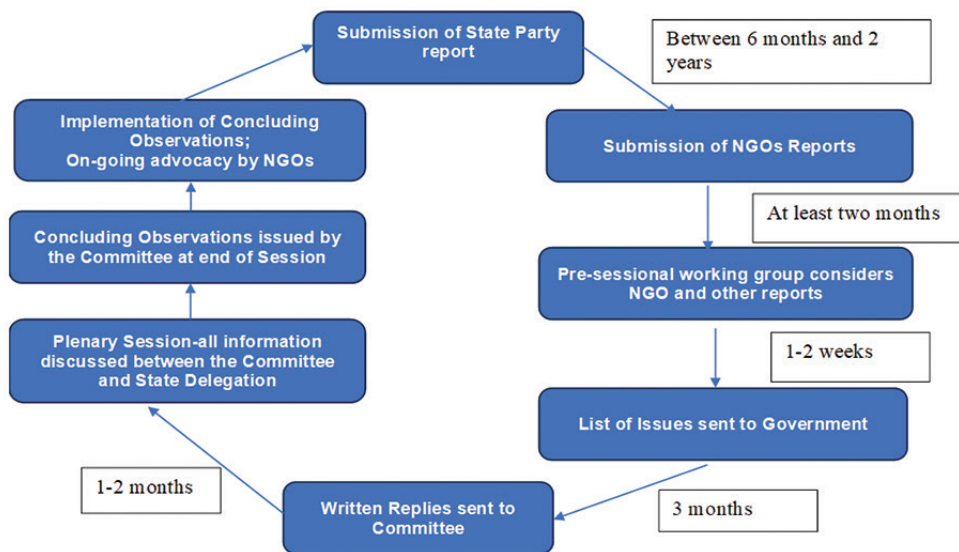 Submission of State Party
report
Between 6 months and 2
years
Submission of NGOs Reports
At least two months
Pre-sessional working group considers
NGO and other reports
1-2 weeks
List of Issues sent to Government
3 months
Written Replies sent to
Committee
1-2 months
Plenary Session-all information
discussed between the Committee
and State Delegation
Concluding Observations issued by
the Committee at end of Session
Implementation of Concluding
Observations;
On-going advocacy by NGOs